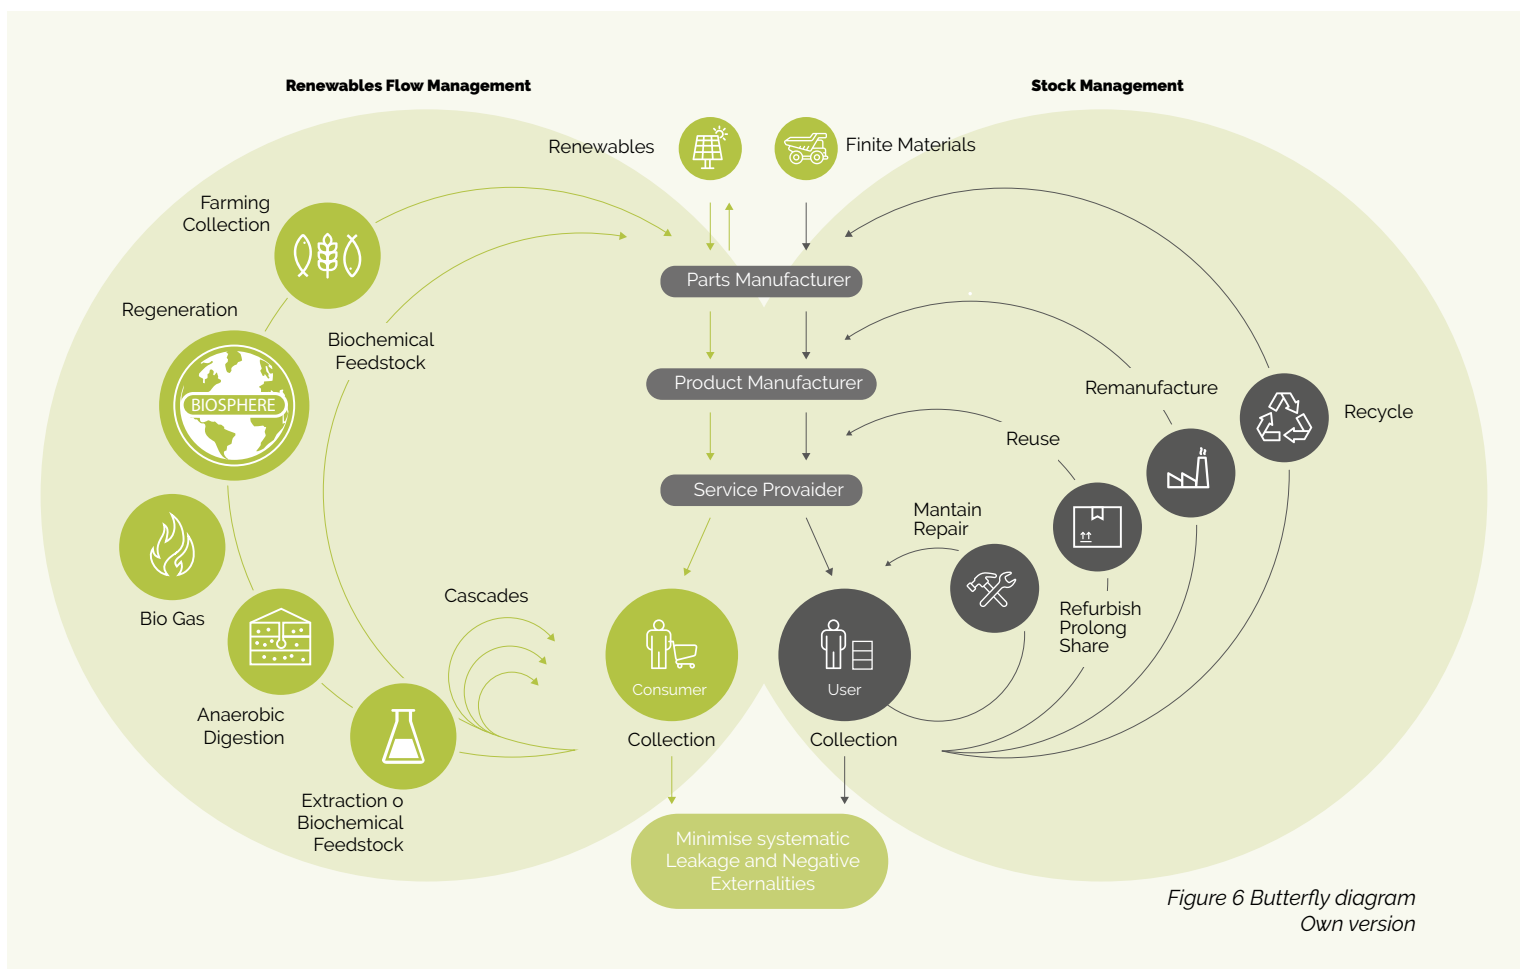 Renewables Flow Management
Stock Management
Renewables
Finite Materials
Farming
Collection
Regeneration
BIOSPHERE
Biochemical
Feedstock
Bio Gas
Anaerobic
Digestion
Extraction o
Biochemical
Feedstock
Cascades
Parts Manufacturer
Product Manufacturer
Service Provaider
Consumer
User
Collection
Collection
Minimise systematic
Leakage and Negative
Externalities
Mantain
Repair
Reuse
Refurbish
Prolong
Share
Remanufacture
Recycle
Figure 6 Butterfly diagram
Own version